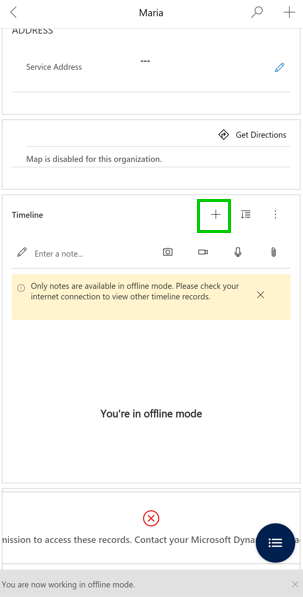 Maria
ADDRESS
Service Address
---
Get Directions
Map is disabled for this organization.
Timeline
Enter a note...
Only notes are available in offline mode. Please check your
internet connection to view other timeline records.
You're in offline mode
mission to access these records. Contact your Microsoft Dyna
You are now working in offline mode.